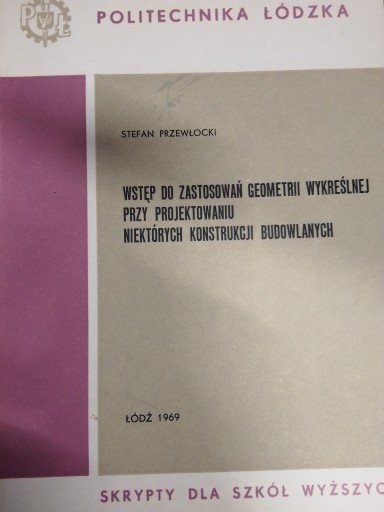 POLITECHNIKA ŁÓDZKA
STEFAN PRZEWŁOCKI
WSTĘP DO ZASTOSOWAŃ GEOMETRII WYKREŚLNEJ
PRZY PROJEKTOWANIU
NIEKTÓRYCH KONSTRUKCJI BUDOWLANYCH
ŁÓDŹ 1969
SKRYPTY DLA SZKÓŁ WYŻSZYC